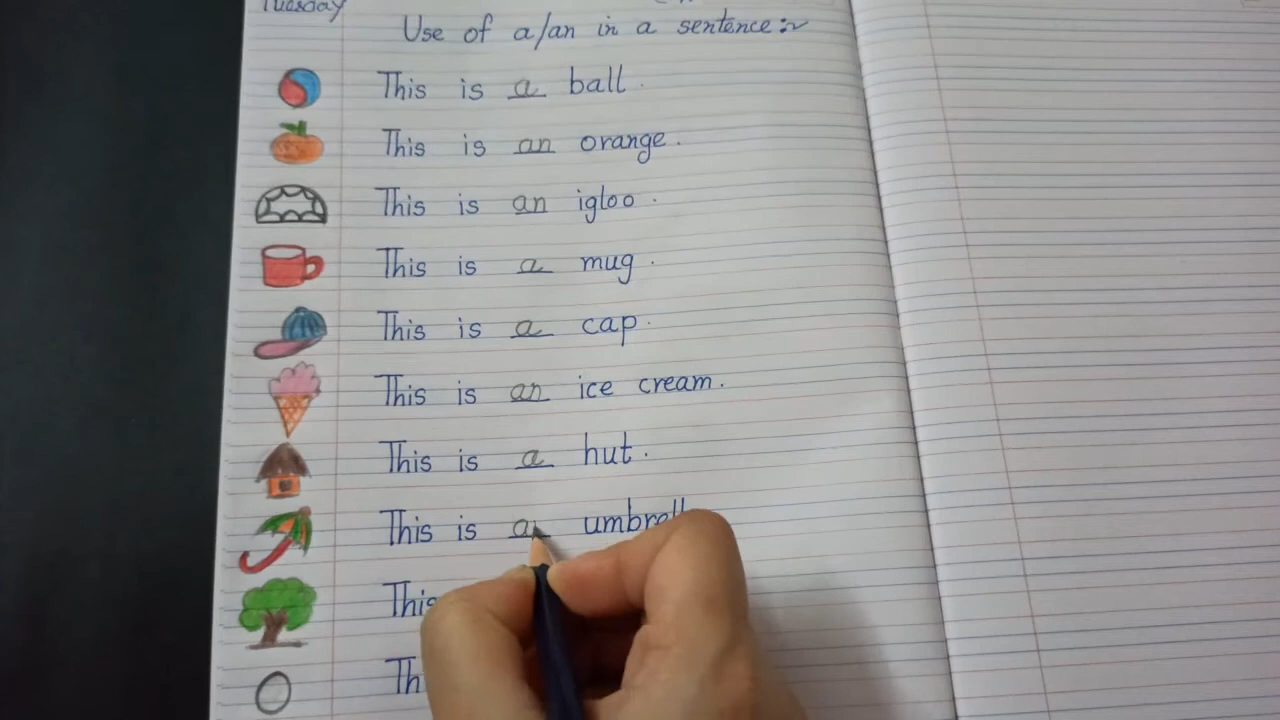 Tuesday
Use of a/an in a sentence:~
This is a ball.
This is an orange.
This is an igloo.
This is a mug.
This is a cap.
This is an ice cream.
This is a hut.
This is an
This